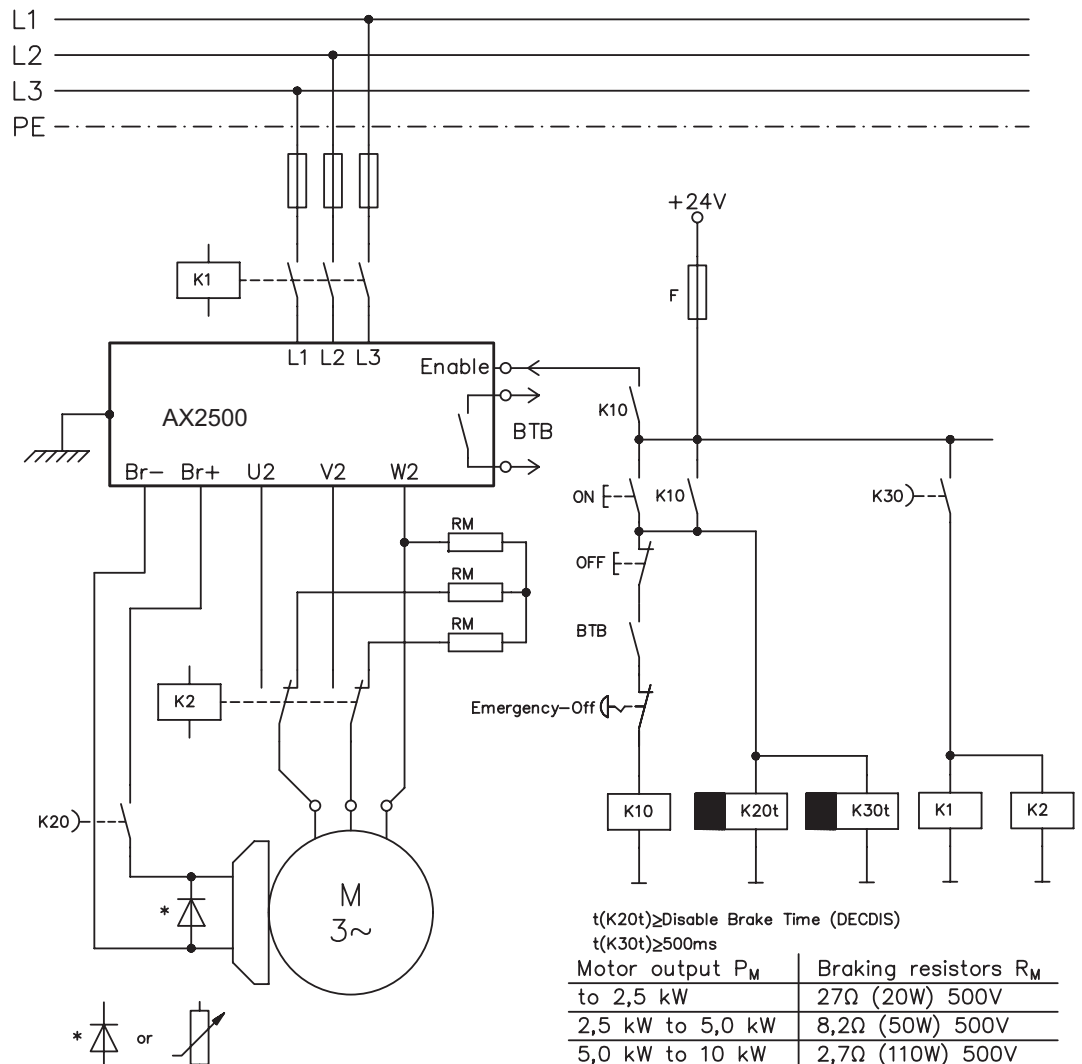 L1
L2
L3
PE
+24V
F
K1
L1 L2 L3
Enable
K10
AX2500
BTB
Br− Br+ U2 V2 W2
ON
K10
K30
RM
OFF
RM
BTB
RM
K2
Emergency−Off
K10
K20t
K30t
K1
K2
K20
M
3~
*
t(K20t)≥Disable Brake Time (DECDIS)
t(K30t)≥500ms
Motor output PM Braking resistors RM
to 2,5 kW 27Ω (20W) 500V
2,5 kW to 5,0 kW 8,2Ω (50W) 500V
5,0 kW to 10 kW 2,7Ω (110W) 500V
* or